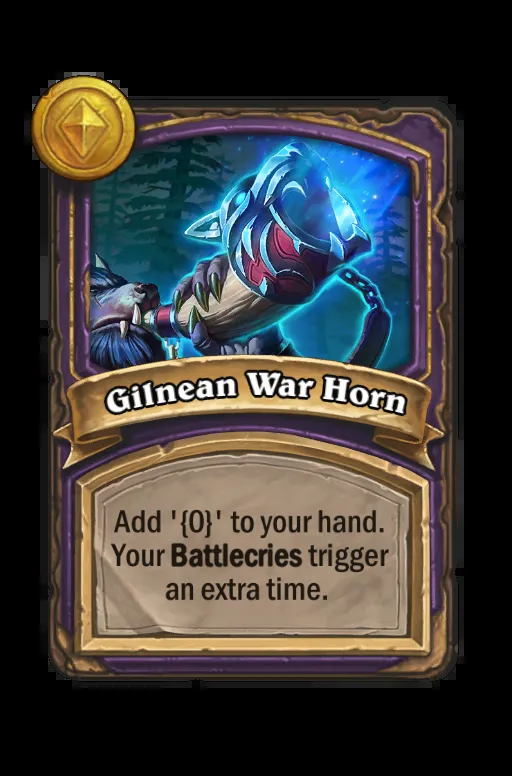 Gilnean War Horn
Add '{0}' to your hand.
Your Battlecries trigger
an extra time.